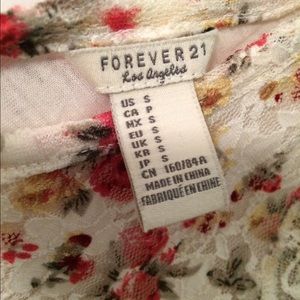 FOREVER 21
Los Angeles
US S
CA P
MX S
EU S
UK S
KR S
JP S
CN 160/84A
MADE IN CHINA
FABRIQUÉ EN CHINE